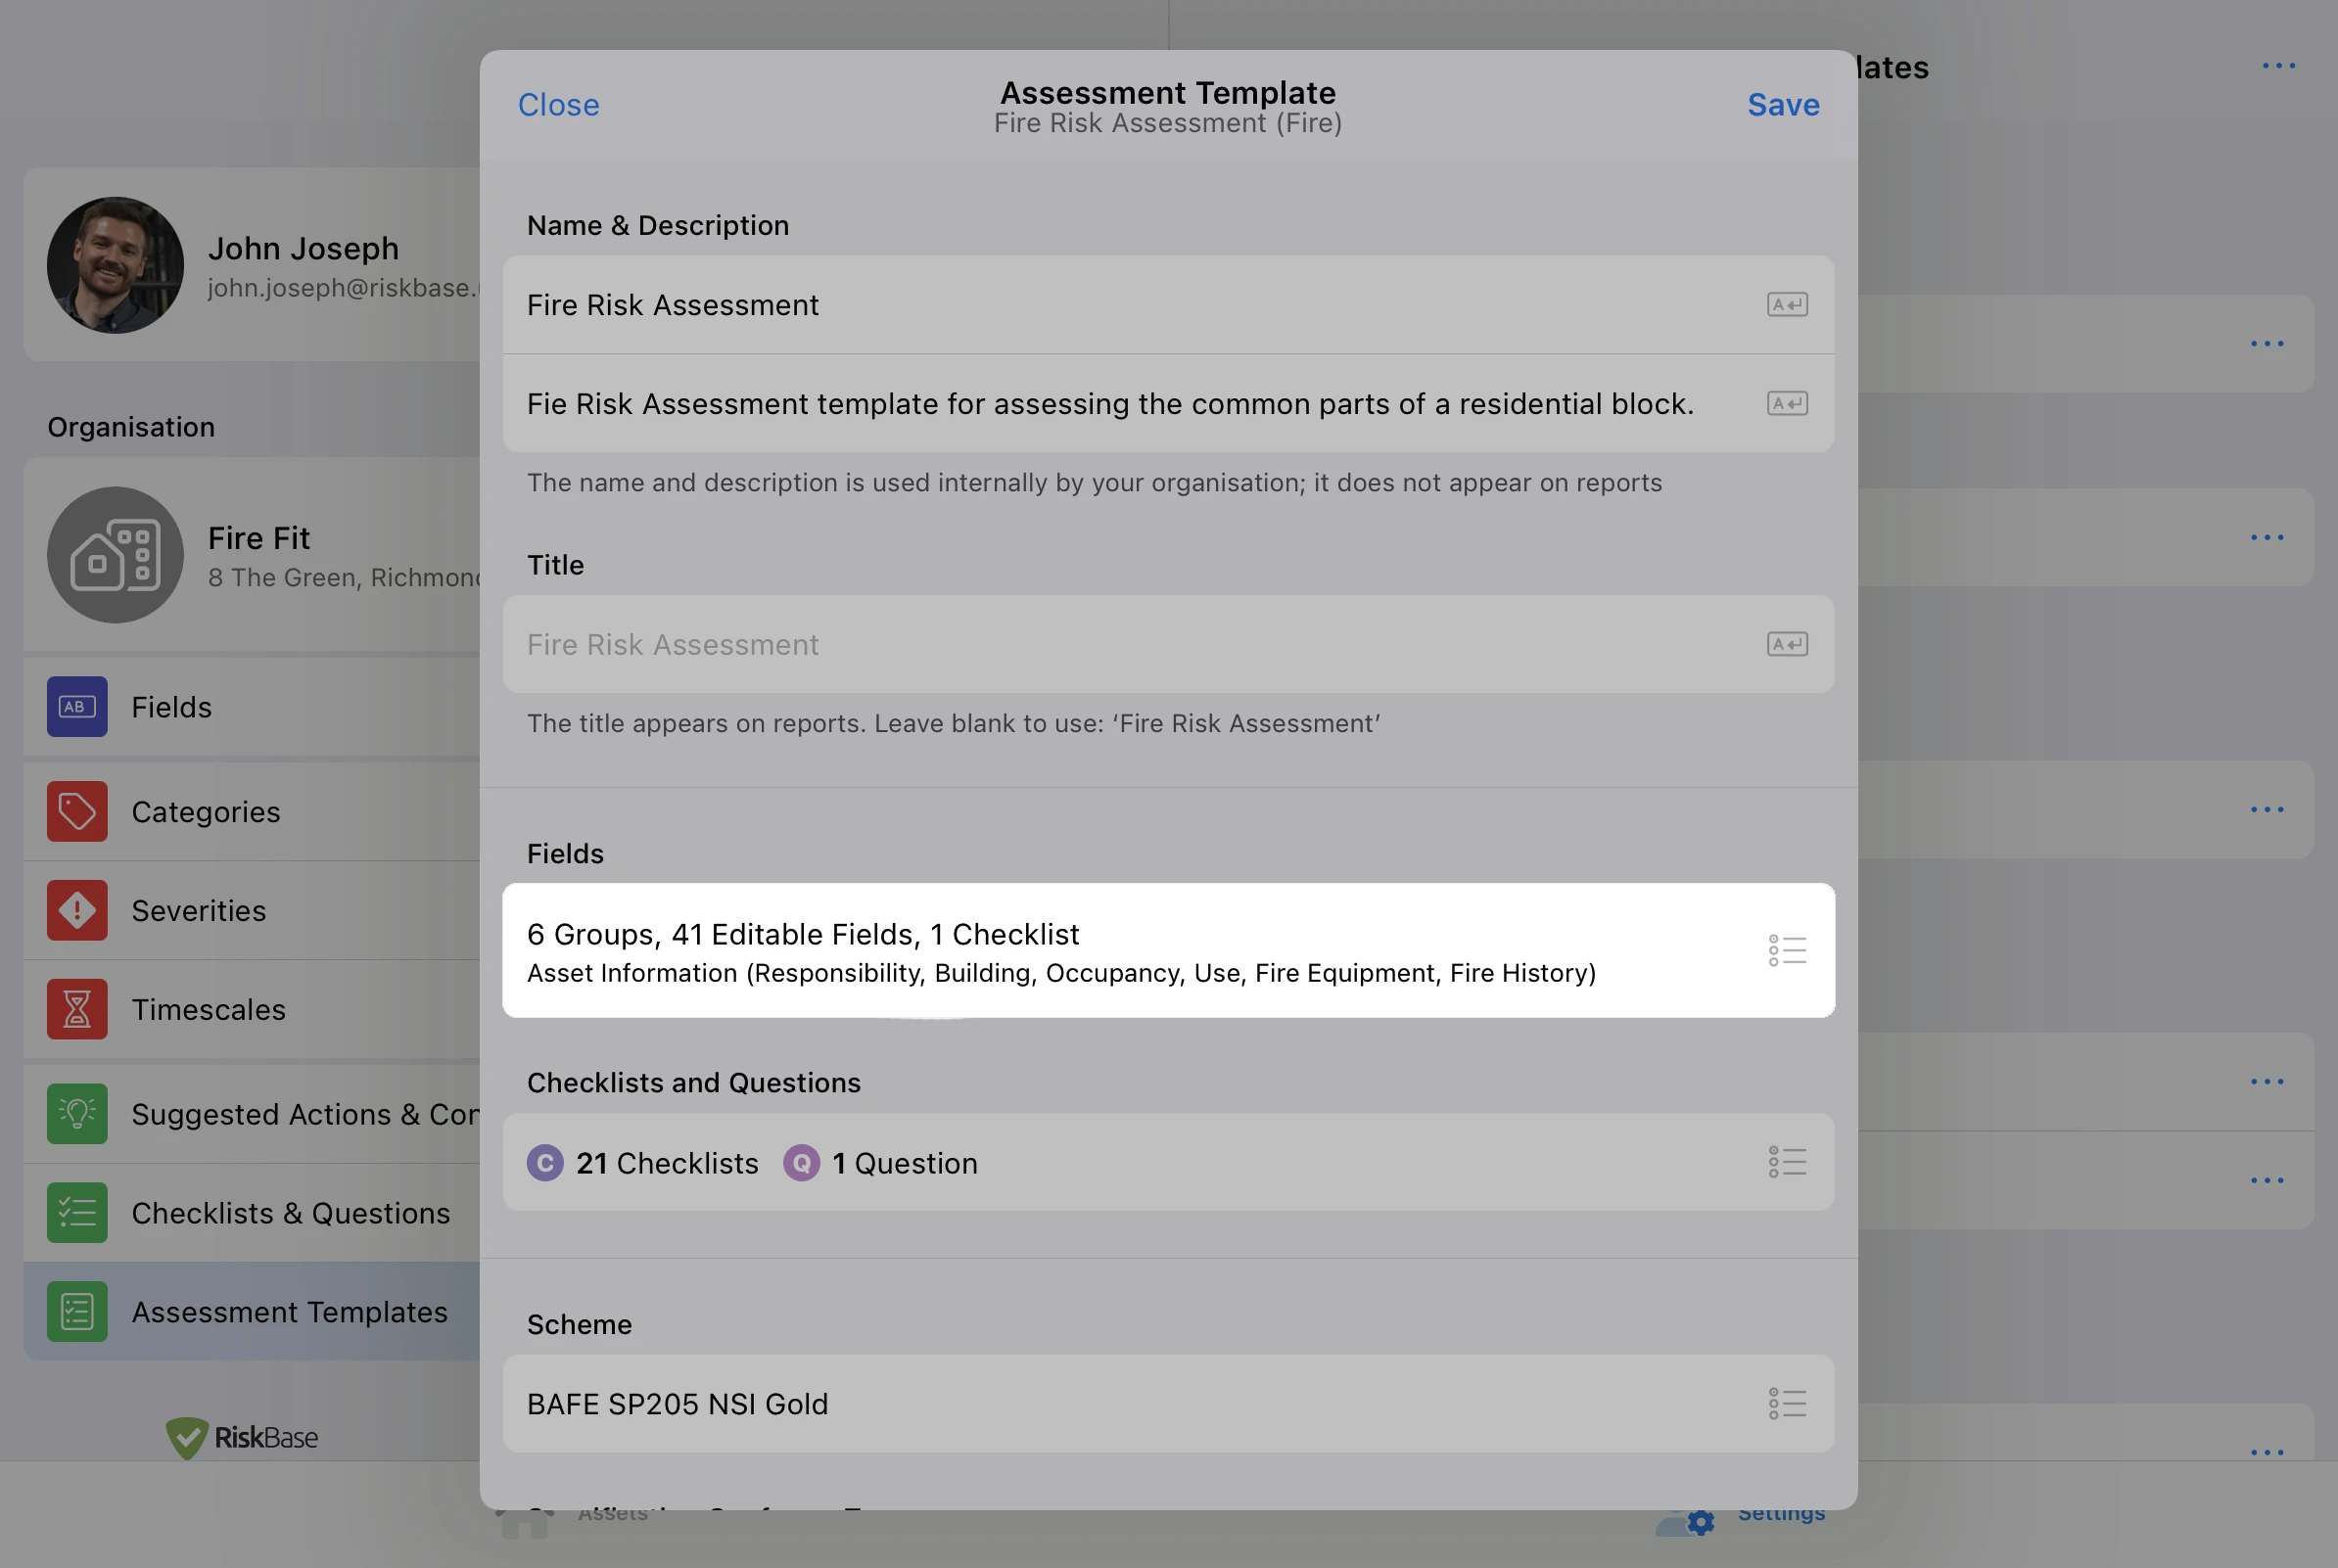 lates
Close
Assessment Template
Fire Risk Assessment (Fire)
Save
John Joseph
john.joseph@riskbase.
Organisation
Fire Fit
8 The Green, Richmond
AB
Fields
Categories
Severities
Timescales
Suggested Actions & Con
Checklists & Questions
Assessment Templates
RiskBase
Name & Description
Fire Risk Assessment
A
Fie Risk Assessment template for assessing the common parts of a residential block.
A
The name and description is used internally by your organisation; it does not appear on reports
Title
Fire Risk Assessment
A
The title appears on reports. Leave blank to use: ‘Fire Risk Assessment’
Fields
6 Groups, 41 Editable Fields, 1 Checklist
Asset Information (Responsibility, Building, Occupancy, Use, Fire Equipment, Fire History)
Checklists and Questions
C 21 Checklists Q 1 Question
Scheme
BAFE SP205 NSI Gold
Assets
Settings